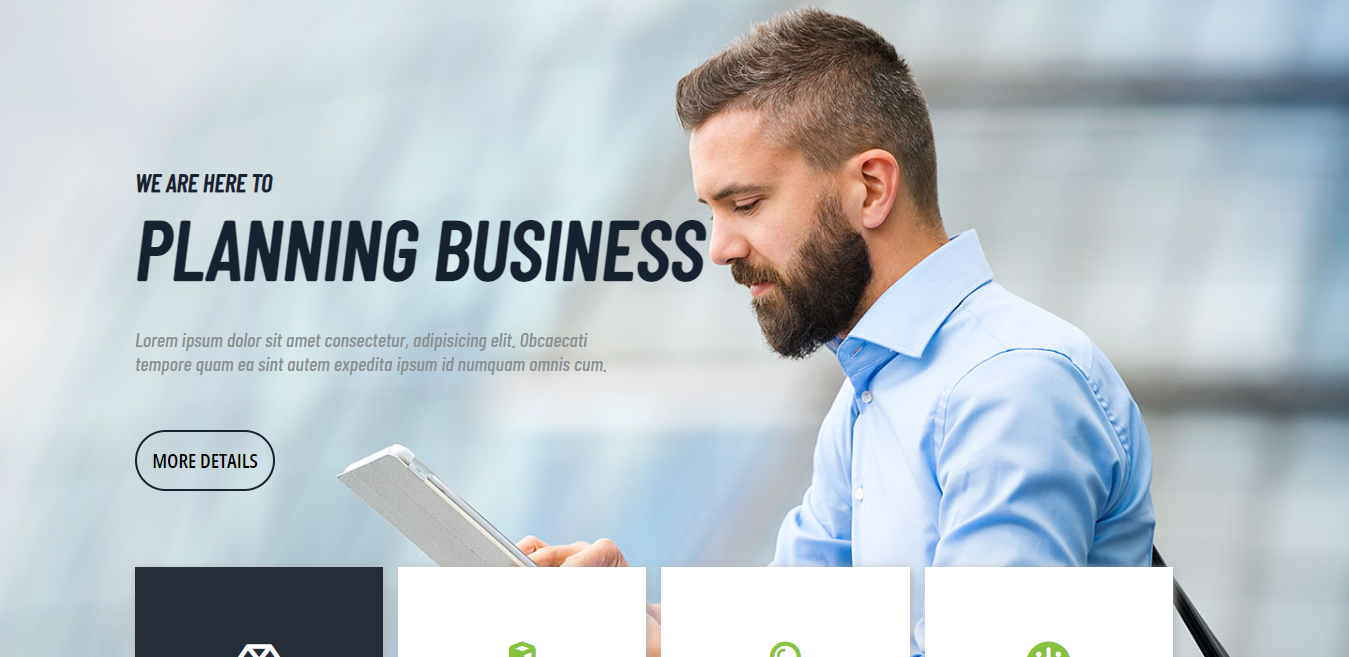 WE ARE HERE TO
PLANNING BUSINESS
Lorem ipsum dolor sit amet consectetur, adipisicing elit. Obcaecati
tempore quam ea sint autem expedita ipsum id numquam omnis cum.
MORE DETAILS